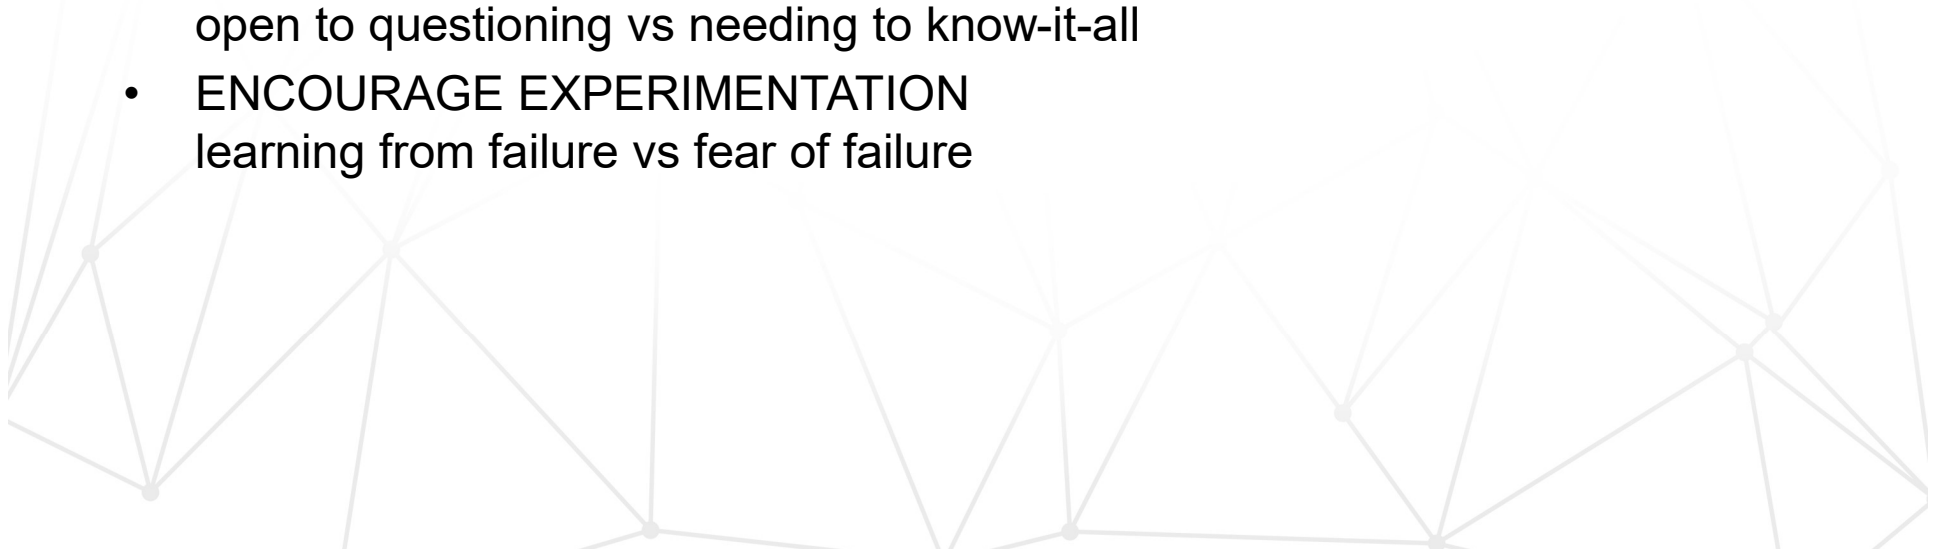 open to questioning vs needing to know-it-all
• ENCOURAGE EXPERIMENTATION
learning from failure vs fear of failure